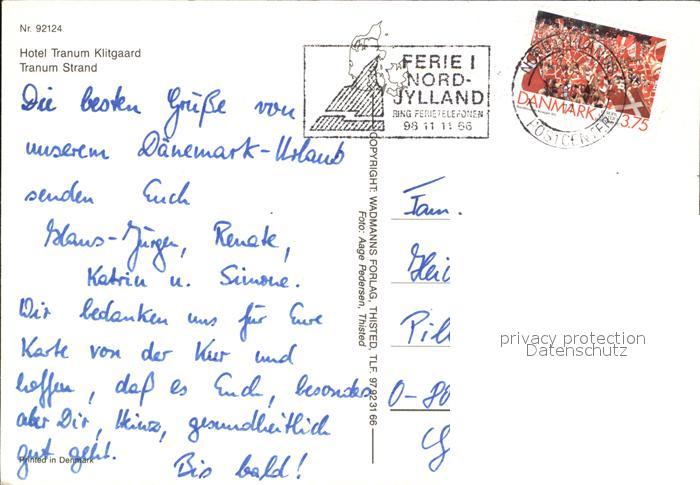 Nr. 92124
Hotel Tranum Klitgaard
Tranum Strand
Die besten Grüße von
unserem Dänemark-Urlaub
senden Euch
Klaus-Jürgen, Renate,
Katrin u. Simone.
Wir bedanken uns für Eure
Karte von der Kur und
hoffen, daß es Euch, besonders
aber Dir, Heinz, gesundheitlich
gut geht.
Bis bald!
Printed in Denmark
COPYRIGHT: WADMANNS FORLAG, THISTED, TLF. 97 92 31 66
Foto: Aage Pedersen, Thisted
FERIE I
NORD-
JYLLAND
RING FERIETELEFONEN
98 11 11 66
NORDJYLLANDS
POSTCENTER
DANMARK
3.75
Fam.
O-80
privacy protection
Datenschutz